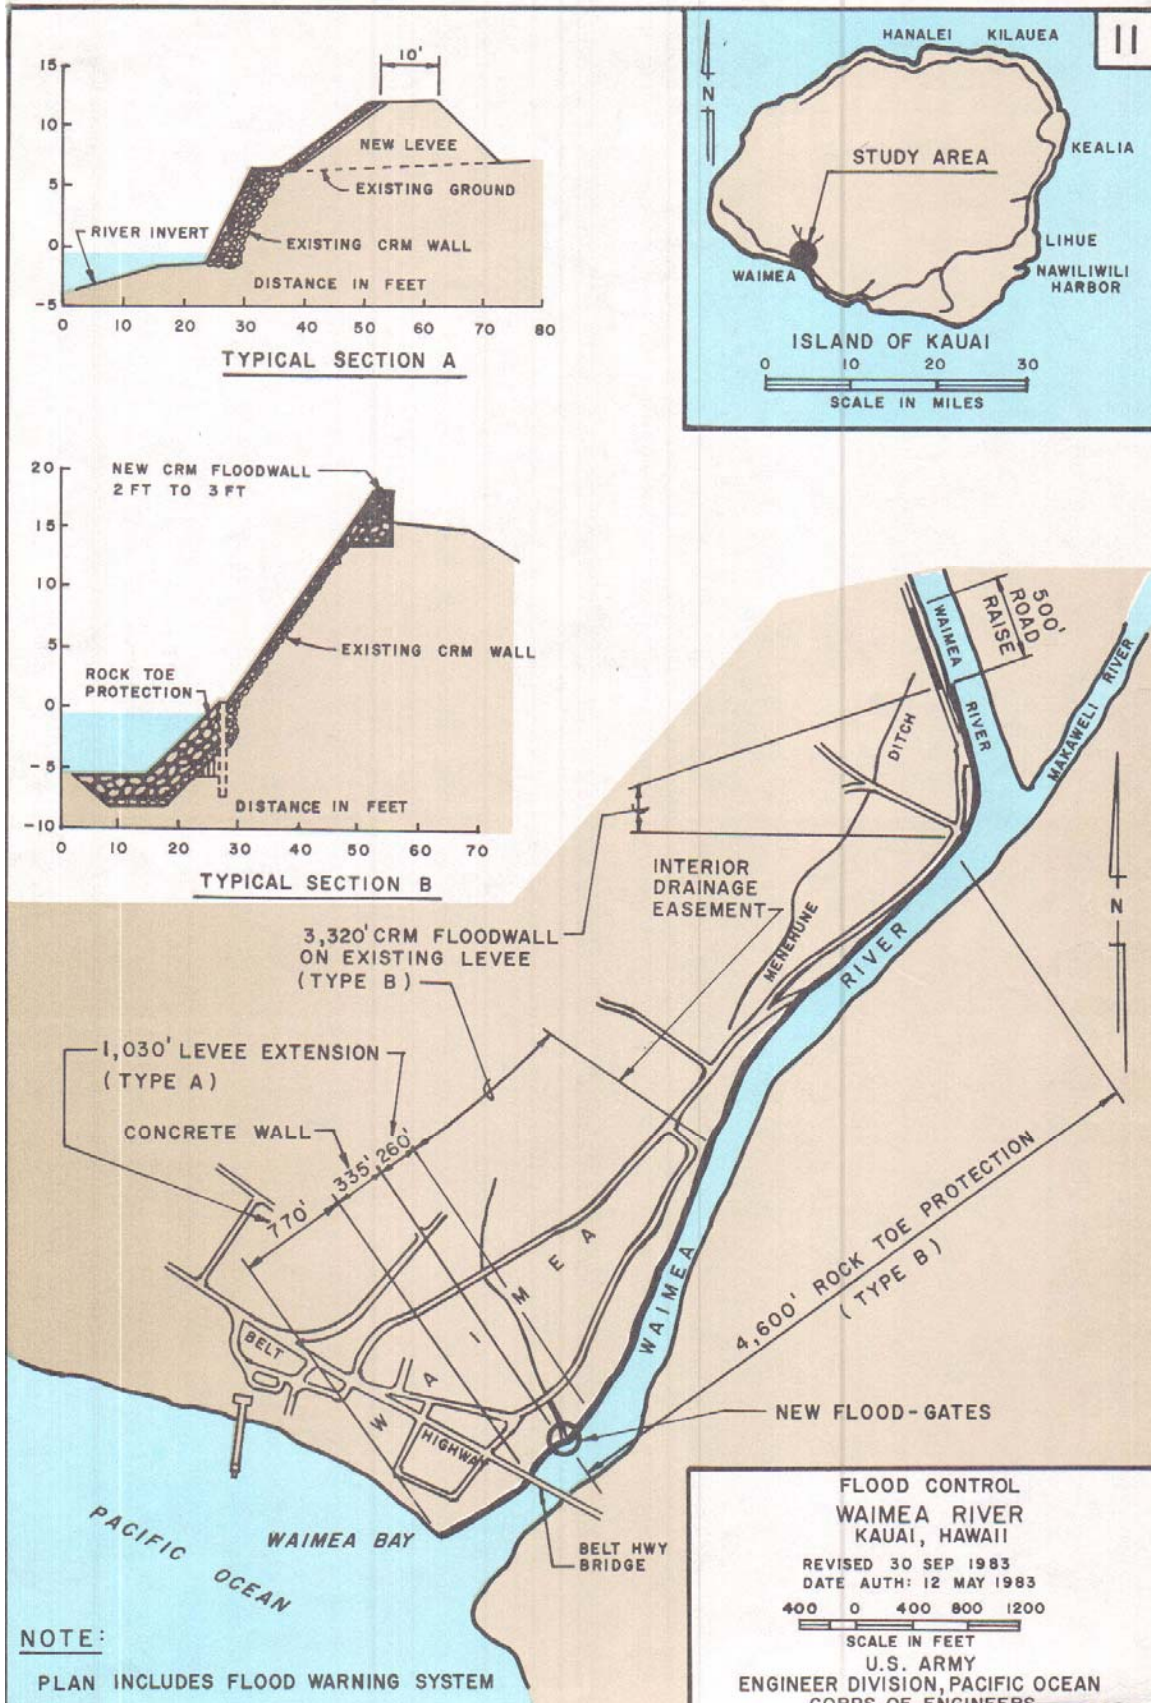 11
15
10
5
0
-5
10'
NEW LEVEE
EXISTING GROUND
RIVER INVERT
EXISTING CRM WALL
DISTANCE IN FEET
0 10 20 30 40 50 60 70 80
TYPICAL SECTION A
HANALEI KILAUEA
N
STUDY AREA
KEALIA
LIHUE
WAIMEA
NAWILIWILI
HARBOR
ISLAND OF KAUAI
0 10 20 30
SCALE IN MILES
20
15
10
5
0
-5
-10
NEW CRM FLOODWALL
2 FT TO 3 FT
EXISTING CRM WALL
ROCK TOE
PROTECTION
DISTANCE IN FEET
0 10 20 30 40 50 60 70
TYPICAL SECTION B
500'
ROAD
RAISE
WAIMEA
RIVER
MAKAWELI RIVER
DITCH
MENEHUNE
INTERIOR
DRAINAGE
EASEMENT
N
RIVER
WAIMEA
3,320' CRM FLOODWALL
ON EXISTING LEVEE
(TYPE B)
1,030' LEVEE EXTENSION
(TYPE A)
CONCRETE WALL
770' 335' 260'
4,600' ROCK TOE PROTECTION
(TYPE B)
WAIMEA
BELT
HIGHWAY
NEW FLOOD-GATES
BELT HWY
BRIDGE
WAIMEA BAY
PACIFIC
OCEAN
NOTE:
PLAN INCLUDES FLOOD WARNING SYSTEM
FLOOD CONTROL
WAIMEA RIVER
KAUAI, HAWAII
REVISED 30 SEP 1983
DATE AUTH: 12 MAY 1983
400 0 400 800 1200
SCALE IN FEET
U.S. ARMY
ENGINEER DIVISION, PACIFIC OCEAN
CORPS OF ENGINEERS